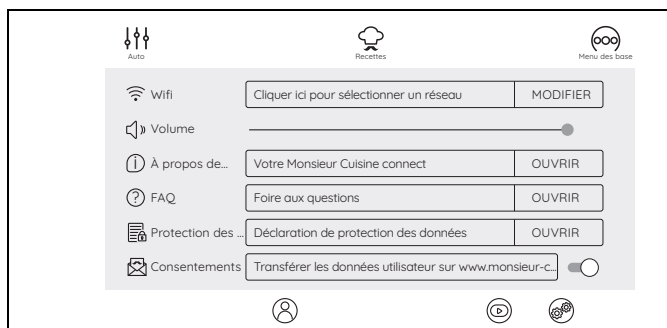 Auto
Recettes
Menu des base
Wifi Cliquer ici pour sélectionner un réseau MODIFIER
Volume
À propos de... Votre Monsieur Cuisine connect OUVRIR
FAQ Foire aux questions OUVRIR
Protection des ... Déclaration de protection des données OUVRIR
Consentements Transférer les données utilisateur sur www.monsieur-c...